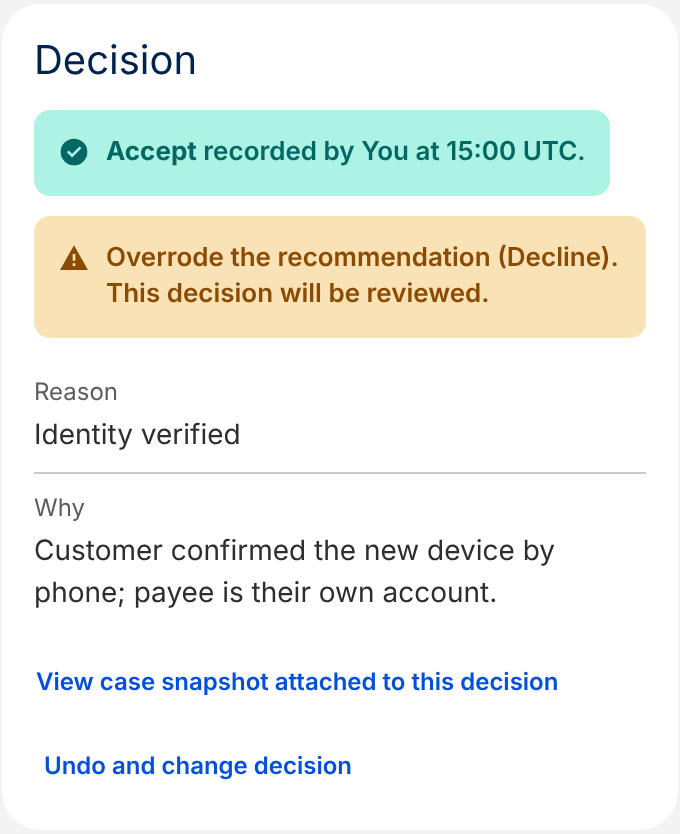 Decision
Accept recorded by You at 15:00 UTC.
Overrode the recommendation (Decline).
This decision will be reviewed.
Reason
Identity verified
Why
Customer confirmed the new device by
phone; payee is their own account.
View case snapshot attached to this decision
Undo and change decision